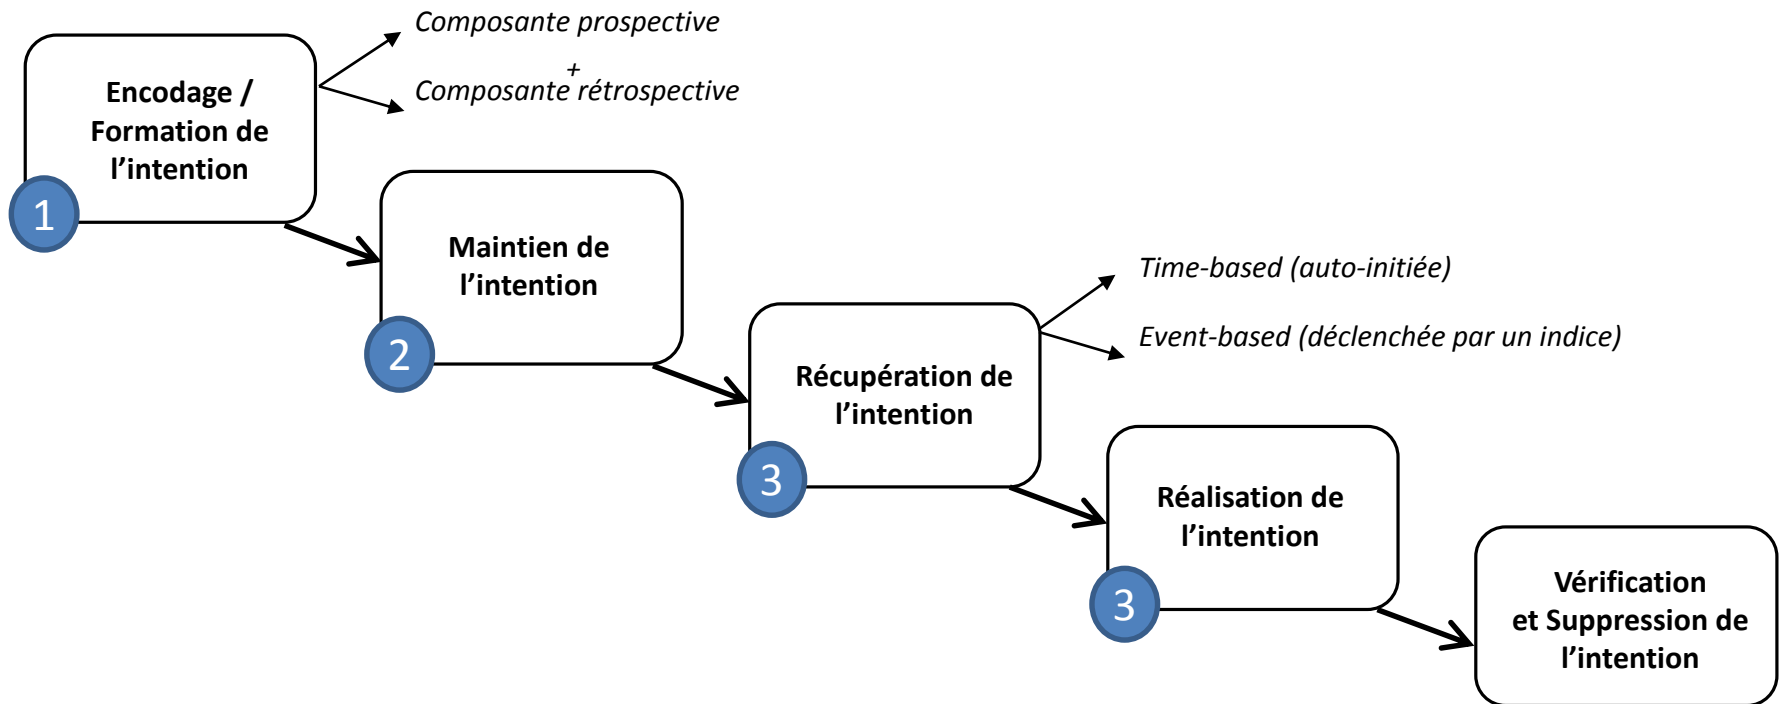 Composante prospective
+
Composante rétrospective
Encodage /
Formation de
l’intention
1
Maintien de
l’intention
2
Time-based (auto-initiée)
Event-based (déclenchée par un indice)
Récupération de
l’intention
3
Réalisation de
l’intention
3
Vérification
et Suppression de
l’intention